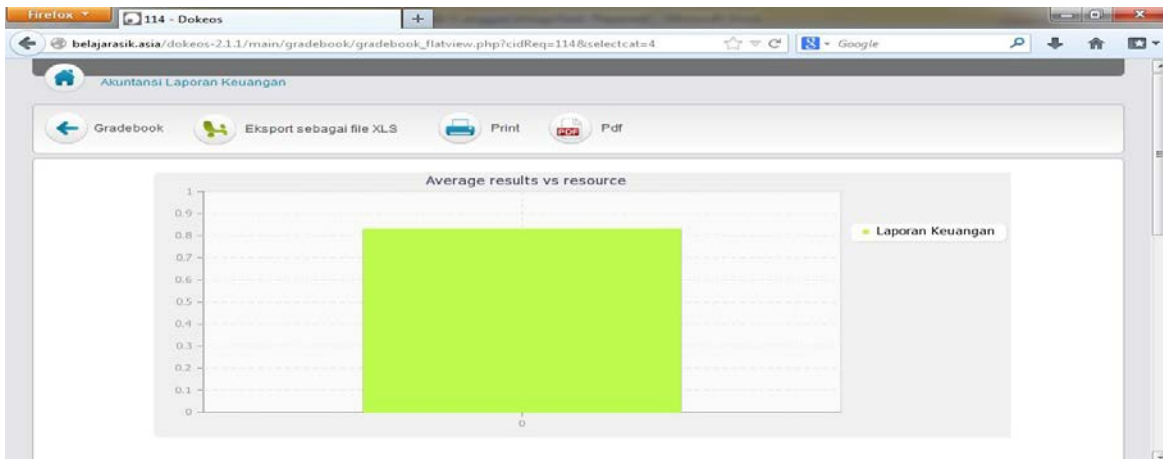 Firefox
114 - Dokeos
belajarasik.asia/dokeos-2.1.1/main/gradebook/gradebook_flatview.php?cidReq=114&selectcat=4
Google
Akuntansi Laporan Keuangan
Gradebook
Eksport sebagai file XLS
Print
Pdf
Average results vs resource
1
0.9
0.8
0.7
0.6
0.5
0.4
0.3
0.2
0.1
0
0
Laporan Keuangan